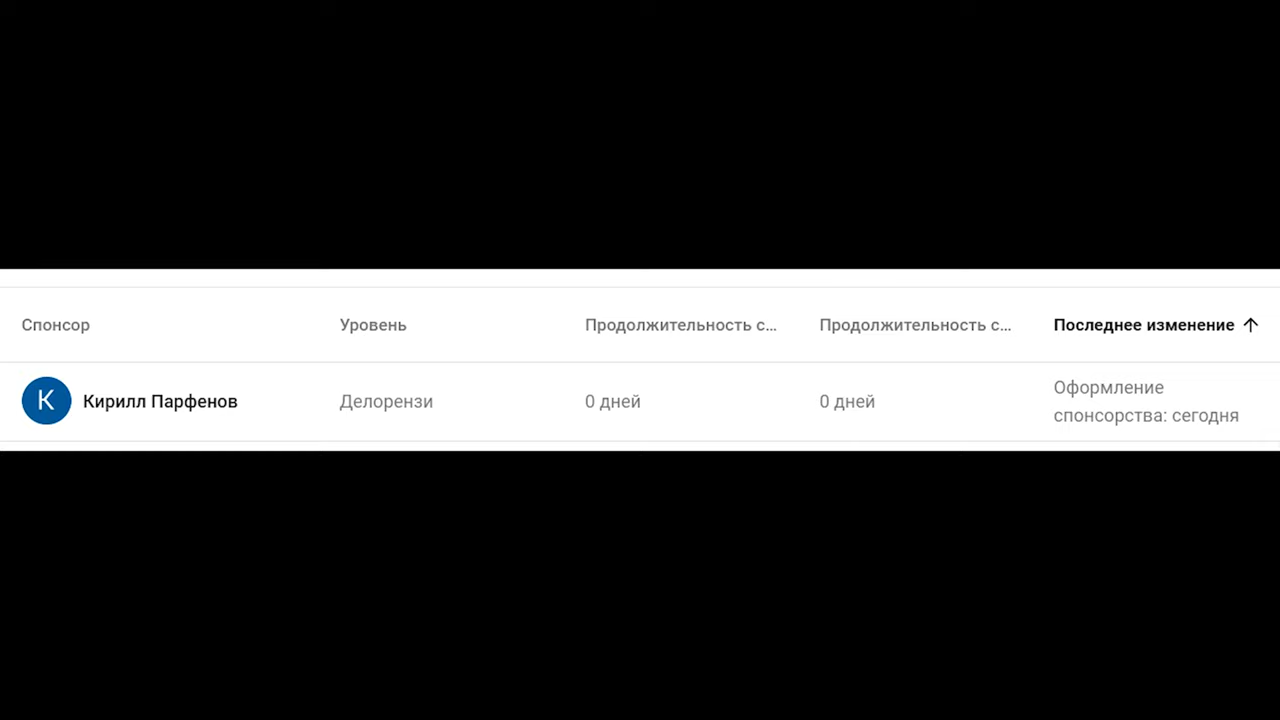 Спонсор Уровень Продолжительность с... Продолжительность с... Последнее изменение
К Кирилл Парфенов Делорензи 0 дней 0 дней Оформление
спонсорства: сегодня